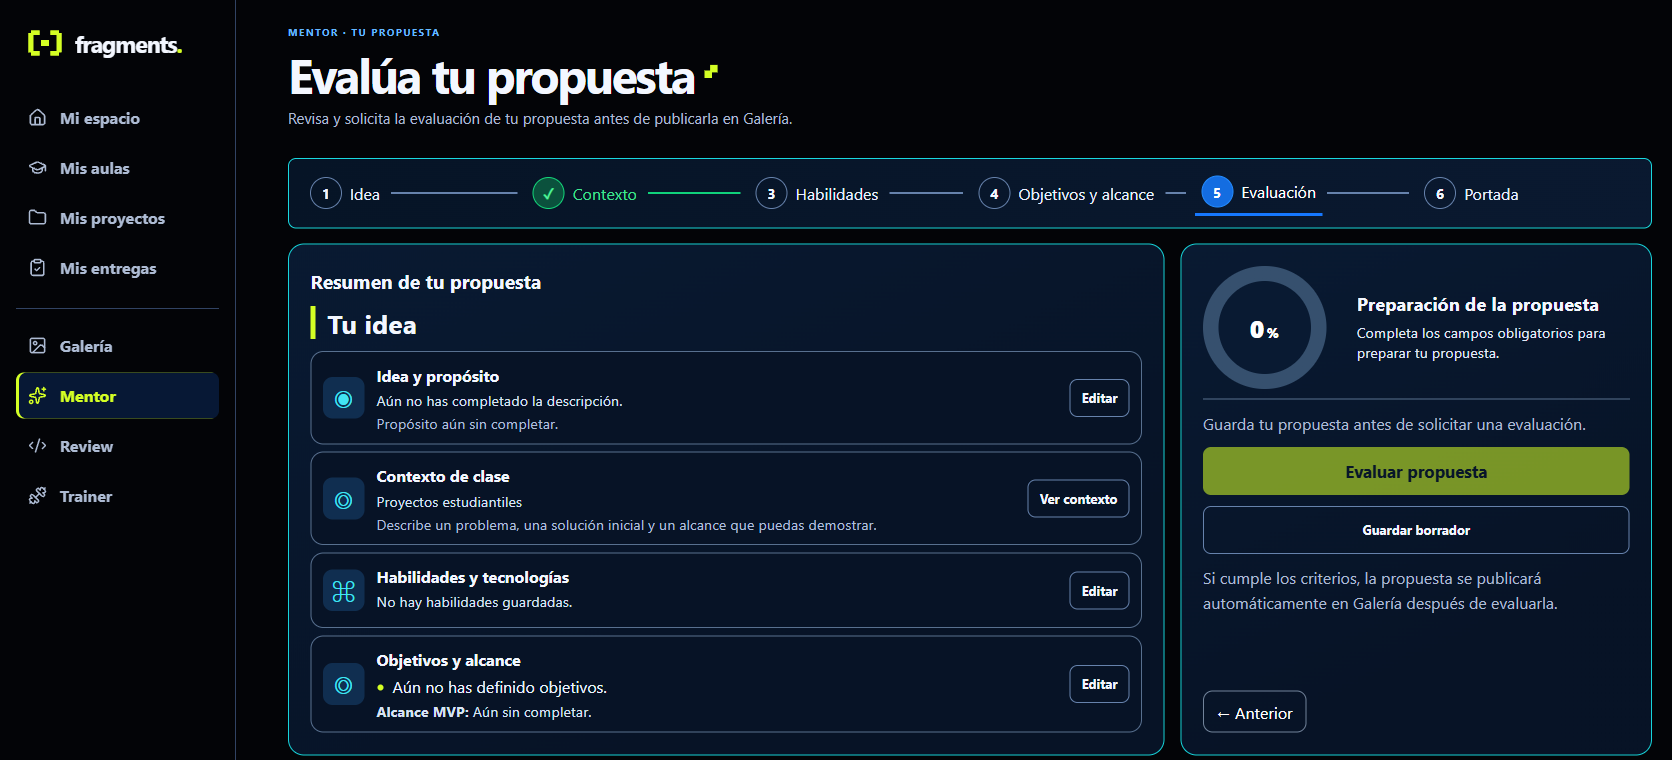 fragments.
Mi espacio
Mis aulas
Mis proyectos
Mis entregas
Galería
Mentor
Review
Trainer
MENTOR · TU PROPUESTA
Evalúa tu propuesta
Revisa y solicita la evaluación de tu propuesta antes de publicarla en Galería.
1 Idea
✓ Contexto
3 Habilidades
4 Objetivos y alcance
5 Evaluación
6 Portada
Resumen de tu propuesta
Tu idea
Idea y propósito
Aún no has completado la descripción.
Propósito aún sin completar.
Editar
Contexto de clase
Proyectos estudiantiles
Describe un problema, una solución inicial y un alcance que puedas demostrar.
Ver contexto
Habilidades y tecnologías
No hay habilidades guardadas.
Editar
Objetivos y alcance
• Aún no has definido objetivos.
Alcance MVP: Aún sin completar.
Editar
0 %
Preparación de la propuesta
Completa los campos obligatorios para
preparar tu propuesta.
Guarda tu propuesta antes de solicitar una evaluación.
Evaluar propuesta
Guardar borrador
Si cumple los criterios, la propuesta se publicará
automáticamente en Galería después de evaluarla.
← Anterior